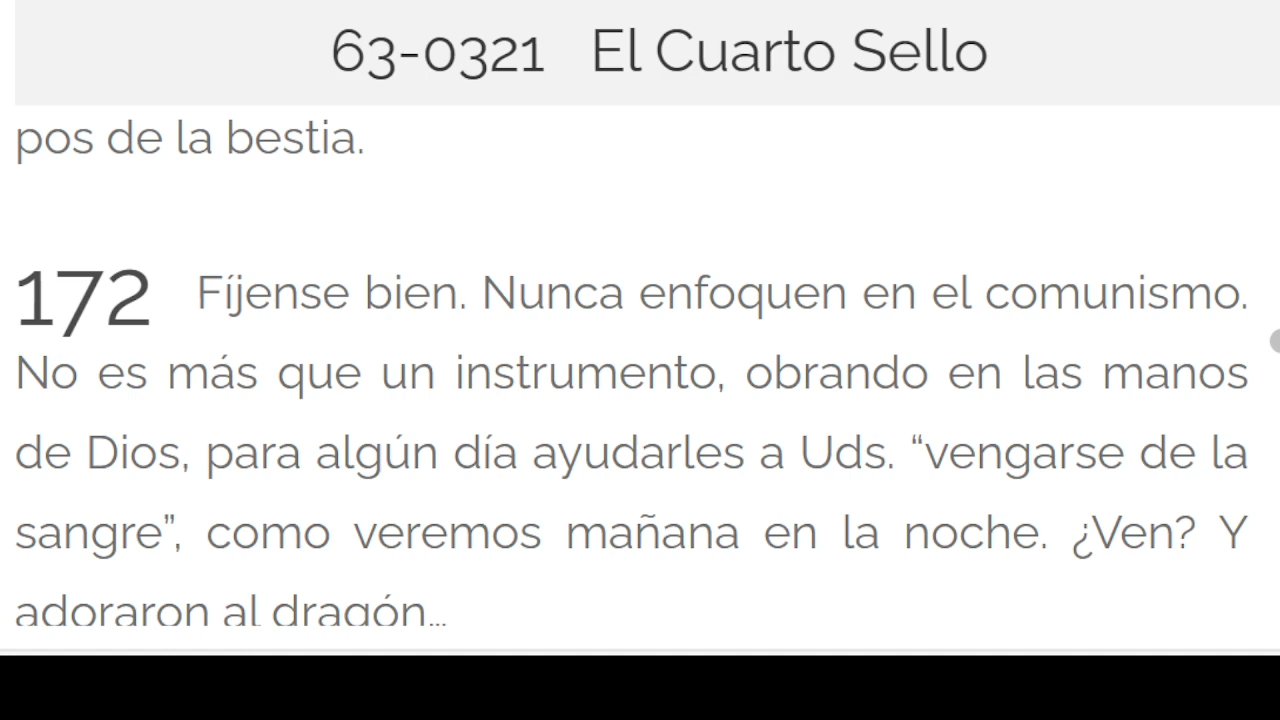 63-0321 El Cuarto Sello
pos de la bestia.
172 Fíjense bien. Nunca enfoquen en el comunismo.
No es más que un instrumento, obrando en las manos
de Dios, para algún día ayudarles a Uds. “vengarse de la
sangre”, como veremos mañana en la noche. ¿Ven? Y
adoraron al dragón...